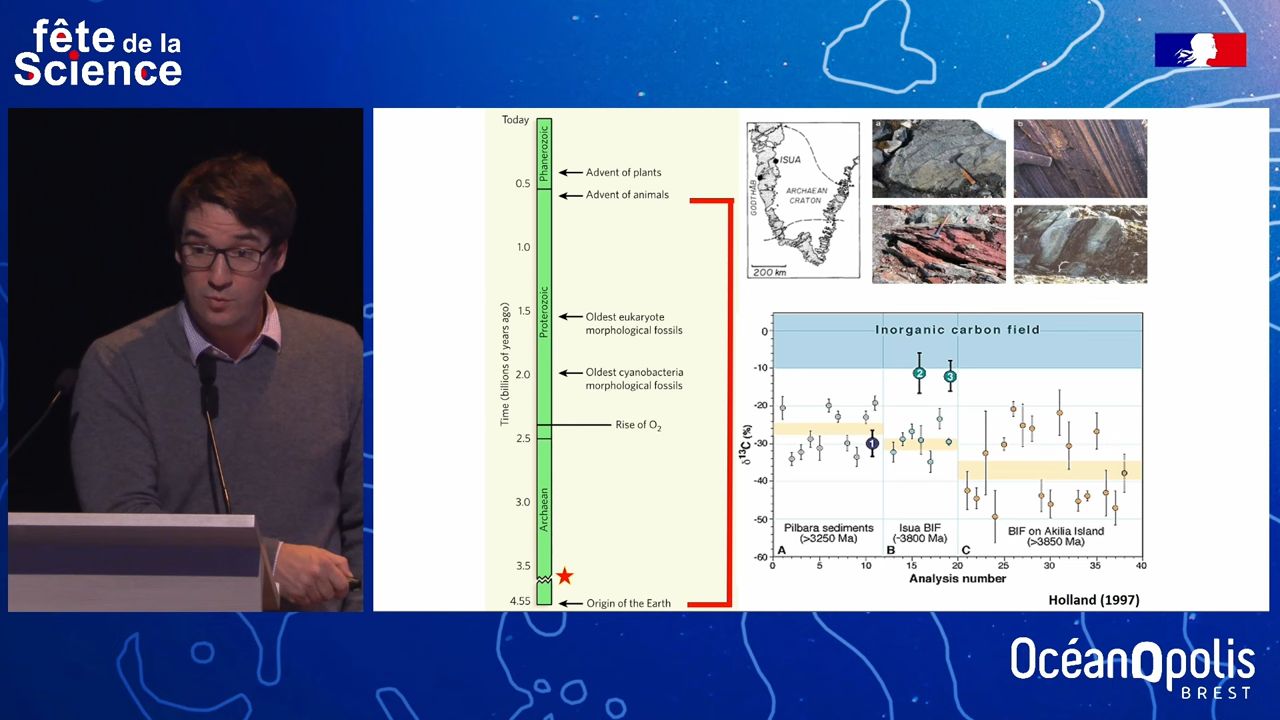 fête de la
Science
Today
Phanerozoic
Advent of plants
0.5
Advent of animals
1.0
Time (billions of years ago)
Proterozoic
1.5
Oldest eukaryote
morphological fossils
2.0
Oldest cyanobacteria
morphological fossils
Rise of O₂
2.5
3.0
Archaean
3.5
4.55
Origin of the Earth
ISUA
GODTHÅB
ARCHAEAN
CRATON
200 km
a
b
d
Inorganic carbon field
0
-10
-20
-30
-40
-50
-60
δ¹³C (‰)
2
3
1
Pilbara sediments
(>3250 Ma)
A
Isua BIF
(~3800 Ma)
B
BIF on Akilia Island
(>3850 Ma)
C
0 5 10 15 20 25 30 35 40
Analysis number
Holland (1997)
OcéanOpolis
BREST